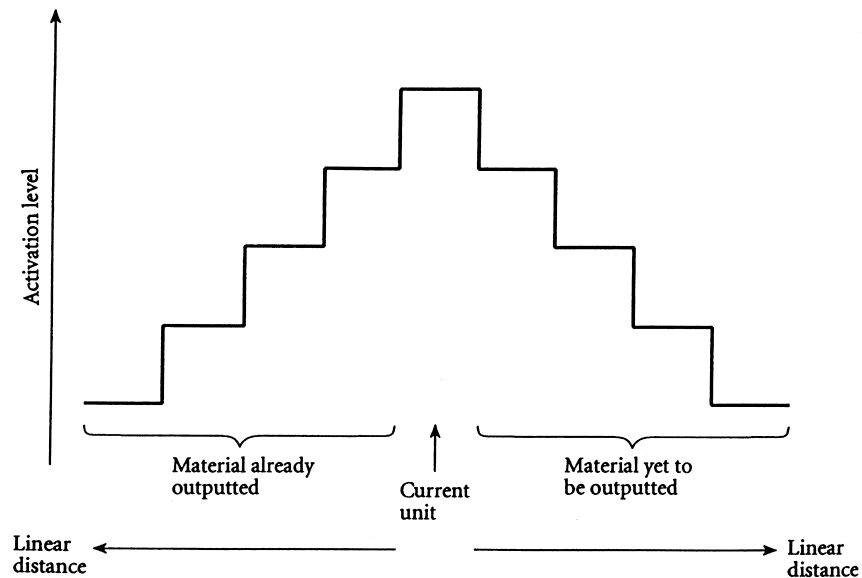 Activation level
Material already
outputted
Current
unit
Material yet to
be outputted
Linear
distance
Linear
distance